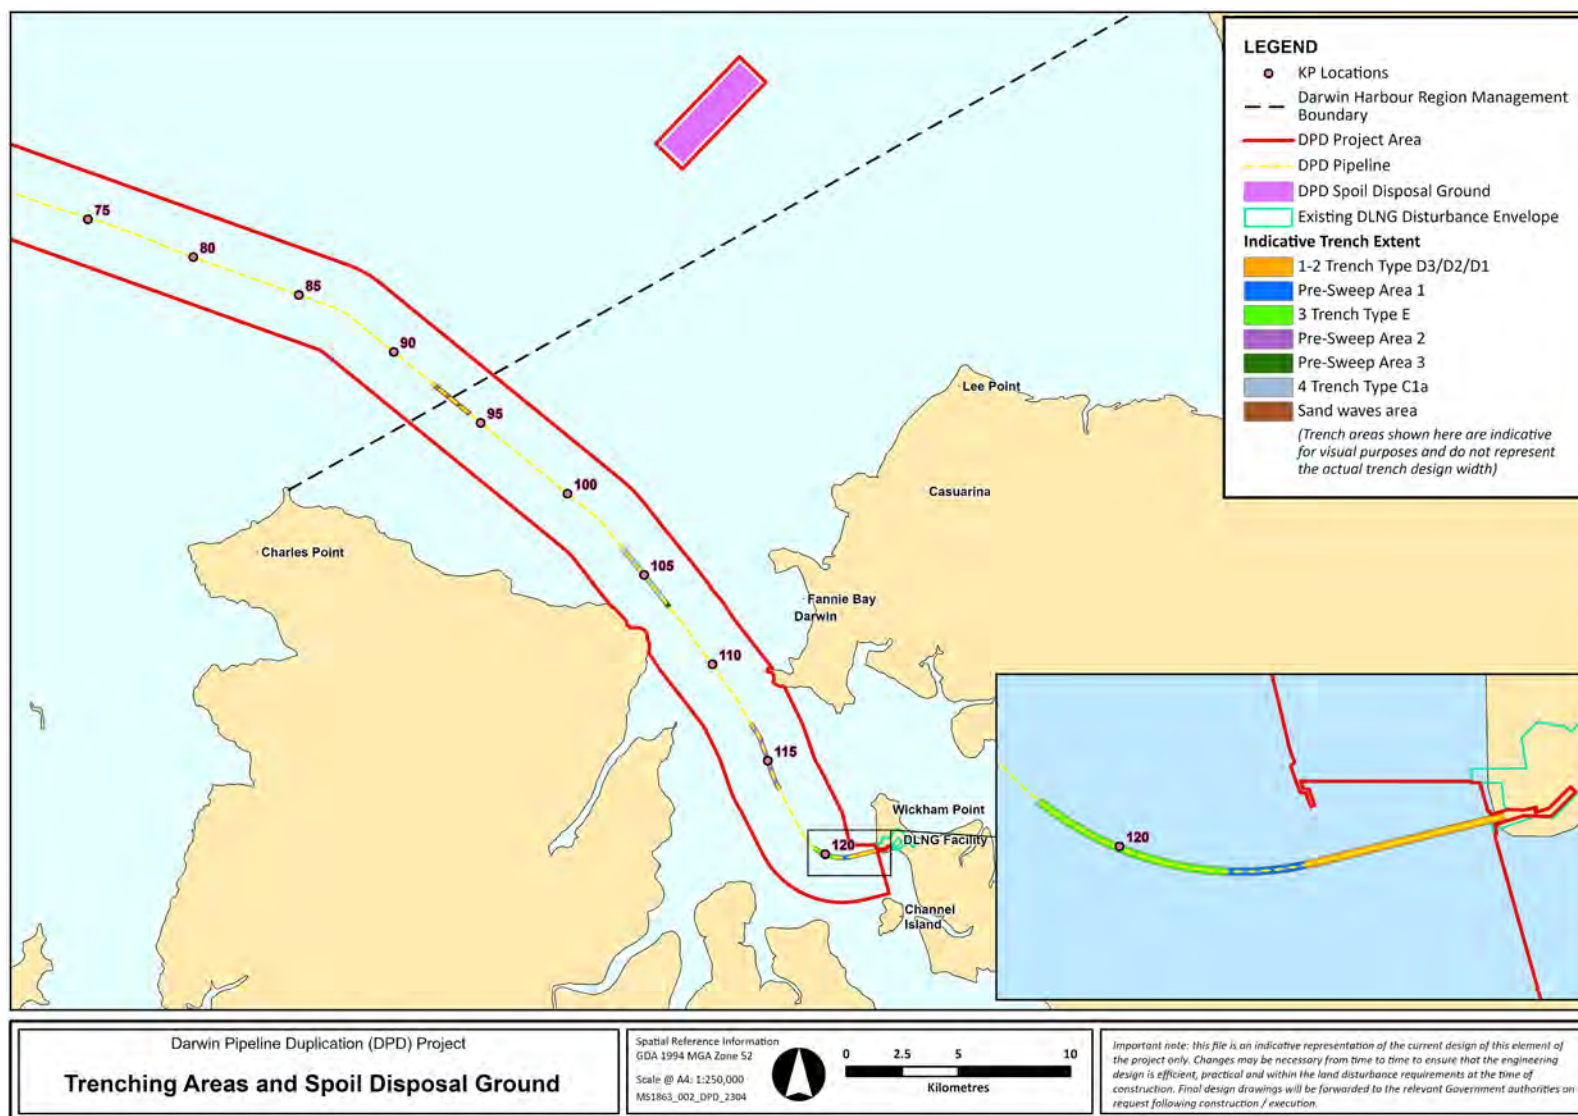 LEGEND
KP Locations
Darwin Harbour Region Management
Boundary
DPD Project Area
DPD Pipeline
DPD Spoil Disposal Ground
Existing DLNG Disturbance Envelope
Indicative Trench Extent
1-2 Trench Type D3/D2/D1
Pre-Sweep Area 1
3 Trench Type E
Pre-Sweep Area 2
Pre-Sweep Area 3
4 Trench Type C1a
Sand waves area
(Trench areas shown here are indicative
for visual purposes and do not represent
the actual trench design width)
75
80
85
90
95
100
105
110
115
120
Lee Point
Casuarina
Charles Point
Fannie Bay
Darwin
Wickham Point
DLNG Facility
Channel
Island
120
Darwin Pipeline Duplication (DPD) Project
Trenching Areas and Spoil Disposal Ground
Spatial Reference Information
GDA 1994 MGA Zone 52
Scale @ A4: 1:250,000
MS1863_002_DPD_2304
0 2.5 5 10
Kilometres
Important note: this file is an indicative representation of the current design of this element of
the project only. Changes may be necessary from time to time to ensure that the engineering
design is efficient, practical and within the land disturbance requirements at the time of
construction. Final design drawings will be forwarded to the relevant Government authorities on
request following construction / execution.